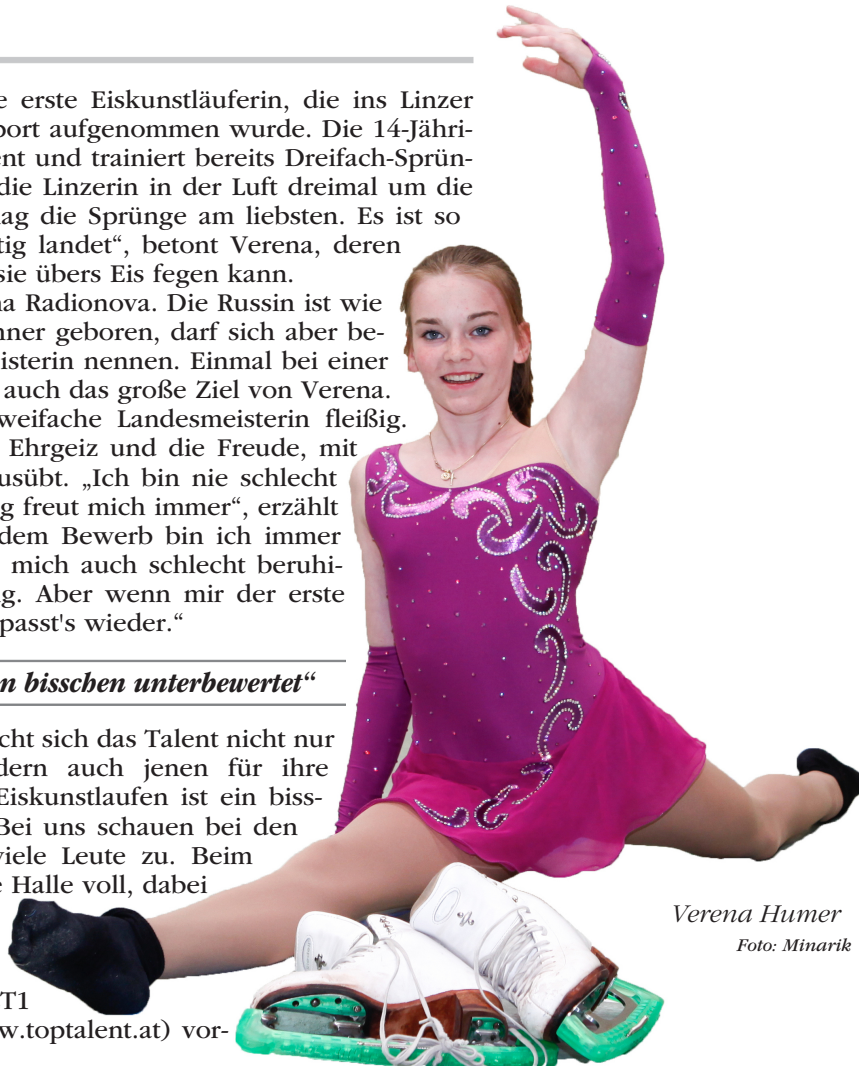 e erste Eiskunstläuferin, die ins Linzer
port aufgenommen wurde. Die 14-Jähri-
ent und trainiert bereits Dreifach-Sprün-
die Linzerin in der Luft dreimal um die
nag die Sprünge am liebsten. Es ist so
tig landet“, betont Verena, deren
sie übers Eis fegen kann.
na Radionova. Die Russin ist wie
nner geboren, darf sich aber be-
eisterin nennen. Einmal bei einer
auch das große Ziel von Verena.
weifache Landesmeisterin fleißig.
Ehrgeiz und die Freude, mit
usübt. „Ich bin nie schlecht
g freut mich immer“, erzählt
dem Bewerb bin ich immer
mich auch schlecht beruhi-
ng. Aber wenn mir der erste
passt's wieder.“
n bisschen unterbewertet“
cht sich das Talent nicht nur
dern auch jenen für ihre
Eiskunstlaufen ist ein biss-
Bei uns schauen bei den
viele Leute zu. Beim
e Halle voll, dabei
T1
w.toptalent.at) vor-
Verena Humer
Foto: Minarik